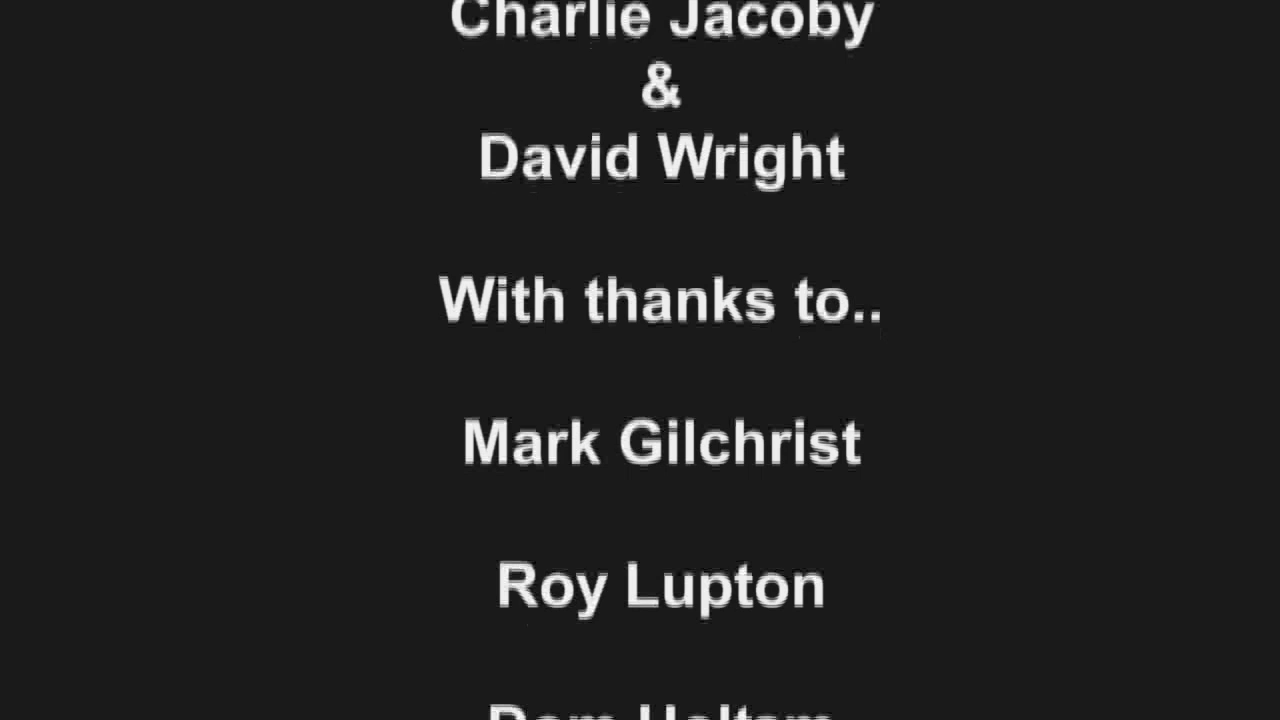 Charlie Jacoby
&
David Wright
With thanks to..
Mark Gilchrist
Roy Lupton